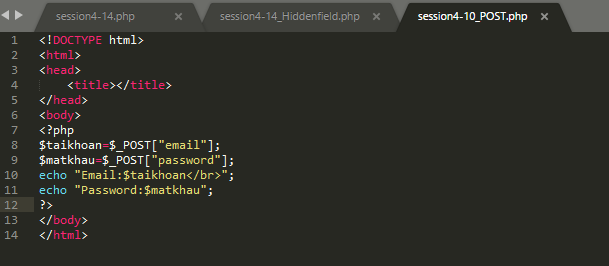 session4-14.php
session4-14_Hiddenfield.php
session4-10_POST.php
1 <!DOCTYPE html>
2 <html>
3 <head>
4 <title></title>
5 </head>
6 <body>
7 <?php
8 $taikhoan=$_POST["email"];
9 $matkhau=$_POST["password"];
10 echo "Email:$taikhoan</br>";
11 echo "Password:$matkhau";
12 ?>
13 </body>
14 </html>